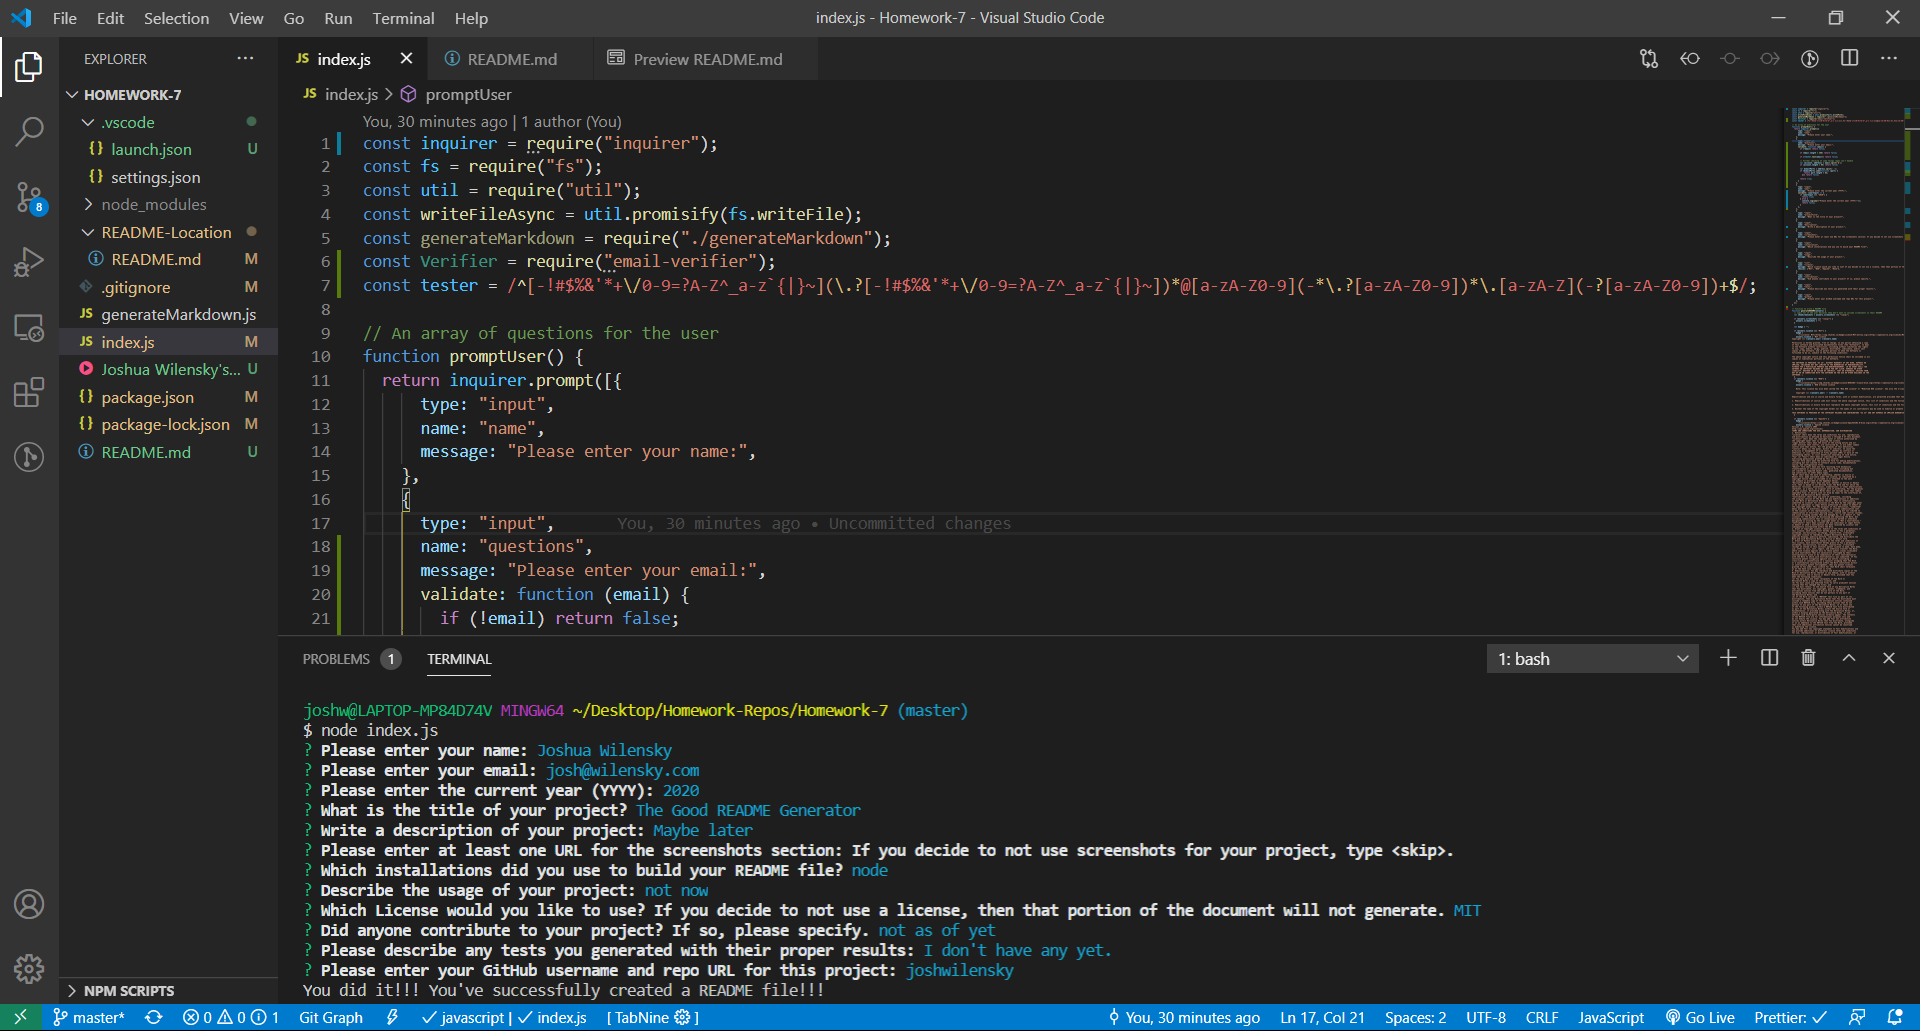 File Edit Selection View Go Run Terminal Help
index.js - Homework-7 - Visual Studio Code
EXPLORER
HOMEWORK-7
.vscode
launch.json U
settings.json
node_modules
README-Location
README.md M
.gitignore M
generateMarkdown.js
index.js M
Joshua Wilensky's... U
package.json M
package-lock.json M
README.md U
NPM SCRIPTS
8
JS index.js README.md Preview README.md
JS index.js > promptUser
You, 30 minutes ago | 1 author (You)
1 const inquirer = require("inquirer");
2 const fs = require("fs");
3 const util = require("util");
4 const writeFileAsync = util.promisify(fs.writeFile);
5 const generateMarkdown = require("./generateMarkdown");
6 const Verifier = require("email-verifier");
7 const tester = /^[-!#$%&'*+\/0-9=?A-Z^_a-z`{|}~](\.?[-!#$%&'*+\/0-9=?A-Z^_a-z`{|}~])*@[a-zA-Z0-9](-*\.?[a-zA-Z0-9])*\.[a-zA-Z](-?[a-zA-Z0-9])+$/;
8
9 // An array of questions for the user
10 function promptUser() {
11 return inquirer.prompt([{
12 type: "input",
13 name: "name",
14 message: "Please enter your name:",
15 },
16 {
17 type: "input", You, 30 minutes ago • Uncommitted changes
18 name: "questions",
19 message: "Please enter your email:",
20 validate: function (email) {
21 if (!email) return false;
PROBLEMS 1 TERMINAL
1: bash
joshw@LAPTOP-MP84D74V MINGW64 ~/Desktop/Homework-Repos/Homework-7 (master)
$ node index.js
? Please enter your name: Joshua Wilensky
? Please enter your email: josh@wilensky.com
? Please enter the current year (YYYY): 2020
? What is the title of your project? The Good README Generator
? Write a description of your project: Maybe later
? Please enter at least one URL for the screenshots section: If you decide to not use screenshots for your project, type <skip>.
? Which installations did you use to build your README file? node
? Describe the usage of your project: not now
? Which License would you like to use? If you decide to not use a license, then that portion of the document will not generate. MIT
? Did anyone contribute to your project? If so, please specify. not as of yet
? Please describe any tests you generated with their proper results: I don't have any yet.
? Please enter your GitHub username and repo URL for this project: joshwilensky
You did it!!! You've successfully created a README file!!!
master* 0 0 1 Git Graph javascript | index.js [ TabNine ]
You, 30 minutes ago Ln 17, Col 21 Spaces: 2 UTF-8 CRLF JavaScript Go Live Prettier: